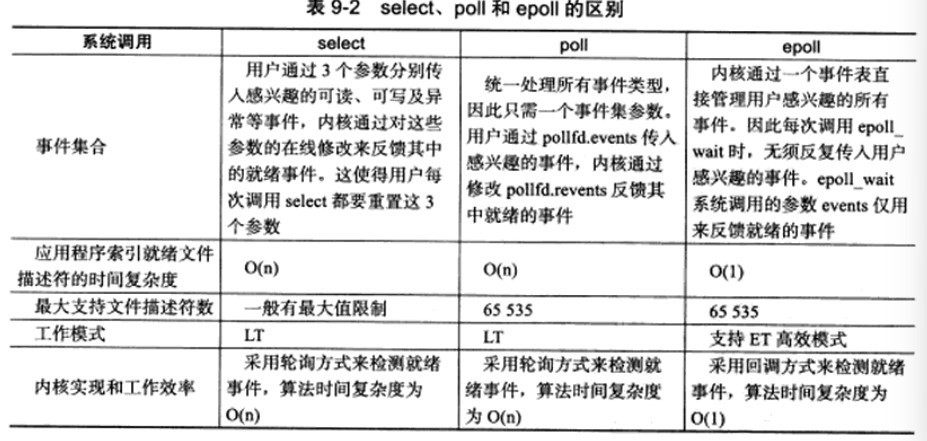 表 9-2 select、poll 和 epoll 的区别
系统调用 select poll epoll
事件集合
用户通过 3 个参数分别传
入感兴趣的可读、可写及异
常等事件，内核通过对这些
参数的在线修改来反馈其中
的就绪事件。这使得用户每
次调用 select 都要重置这 3
个参数
统一处理所有事件类型，
因此只需一个事件集参数。
用户通过 pollfd.events 传入
感兴趣的事件，内核通过
修改 pollfd.revents 反馈其
中就绪的事件
内核通过一个事件表直
接管理用户感兴趣的所有
事件。因此每次调用 epoll_
wait 时，无须反复传入用户
感兴趣的事件。epoll_wait
系统调用的参数 events 仅用
来反馈就绪的事件
应用程序索引就绪文件
描述符的时间复杂度
O(n) O(n) O(1)
最大支持文件描述符数 一般有最大值限制 65 535 65 535
工作模式 LT LT 支持 ET 高效模式
内核实现和工作效率
采用轮询方式来检测就绪
事件，算法时间复杂度为
O(n)
采用轮询方式来检测就
绪事件，算法时间复杂度
为 O(n)
采用回调方式来检测就绪
事件，算法时间复杂度为
O(1)